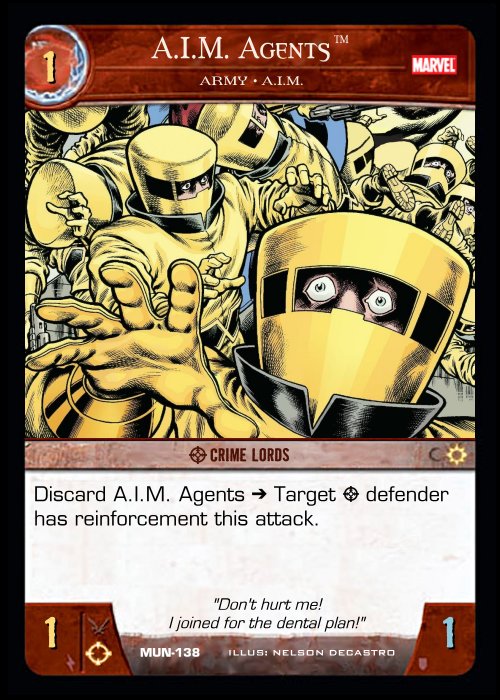 1
A.I.M. AGENTS™
MARVEL
ARMY • A.I.M.
CRIME LORDS
C
Discard A.I.M. Agents ➔ Target ⌖ defender
has reinforcement this attack.
"Don't hurt me!
I joined for the dental plan!"
1
1
MUN-138 ILLUS: NELSON DECASTRO